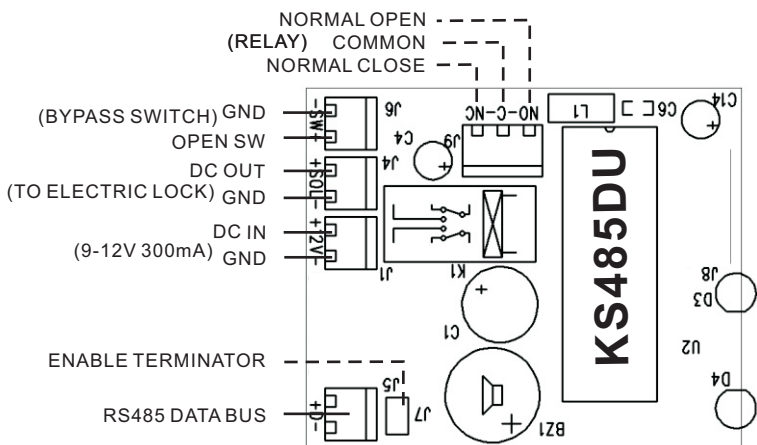 NORMAL OPEN
(RELAY) COMMON
NORMAL CLOSE
(BYPASS SWITCH) GND
OPEN SW
DC OUT
(TO ELECTRIC LOCK) GND
DC IN
(9-12V 300mA)
GND
ENABLE TERMINATOR
RS485 DATA BUS
-SW+
J6
+SOL-
J4
+12V-
J1
+D-
J5
J7
NC-C-NO
J9
C4
L1
C6
C14
K1
C1
BZ1
KS485DU
J8
D3
U2
D4